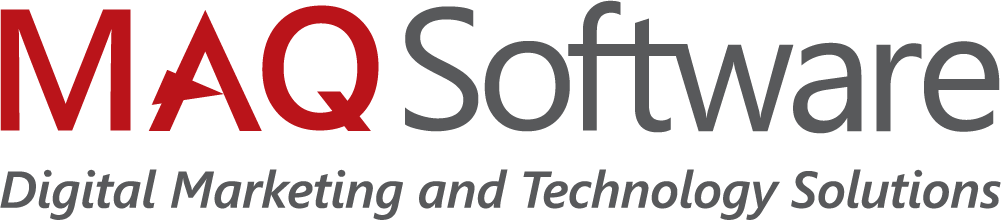 MAQ Software
Digital Marketing and Technology Solutions